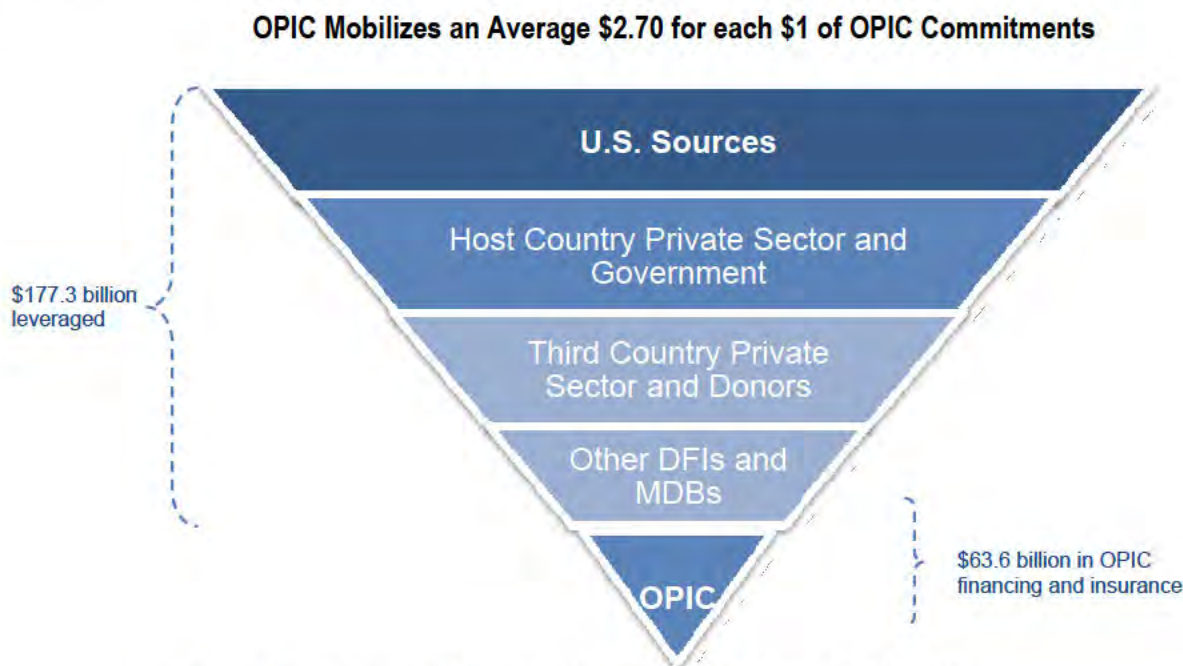 OPIC Mobilizes an Average $2.70 for each $1 of OPIC Commitments
U.S. Sources
Host Country Private Sector and
Government
$177.3 billion
leveraged
Third Country Private
Sector and Donors
Other DFIs and
MDBs
$63.6 billion in OPIC
financing and insurance
OPIC